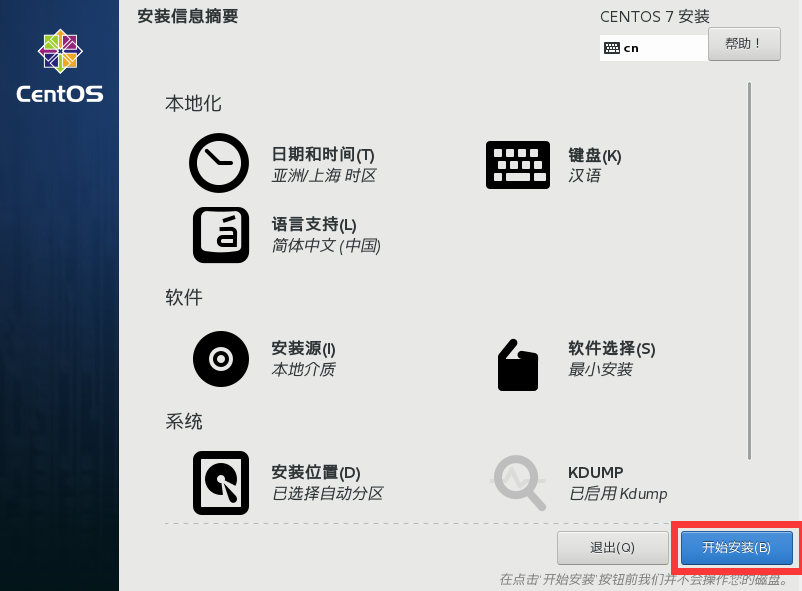 安装信息摘要
CENTOS 7 安装
cn
帮助！
CentOS
本地化
日期和时间(T)
亚洲/上海 时区
键盘(K)
汉语
语言支持(L)
简体中文 (中国)
软件
安装源(I)
本地介质
软件选择(S)
最小安装
系统
安装位置(D)
已选择自动分区
KDUMP
已启用 Kdump
退出(Q)
开始安装(B)
在点击'开始安装'按钮前我们并不会操作您的磁盘。